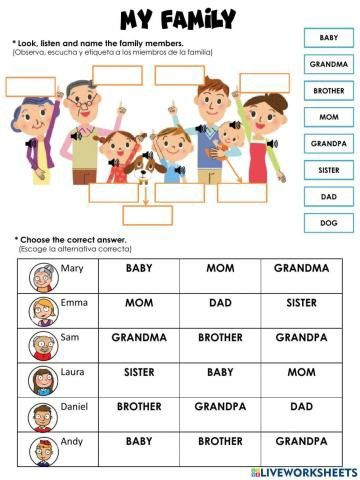 MY FAMILY
* Look, listen and name the family members.
(Observa, escucha y etiqueta a los miembros de la familia)
BABY
GRANDMA
BROTHER
MOM
GRANDPA
SISTER
DAD
DOG
* Choose the correct answer.
(Escoge la alternativa correcta)
Mary BABY MOM GRANDMA
Emma MOM DAD SISTER
Sam GRANDMA BROTHER GRANDPA
Laura SISTER BABY MOM
Daniel BROTHER GRANDPA DAD
Andy BABY BROTHER GRANDPA
LIVEWORKSHEETS